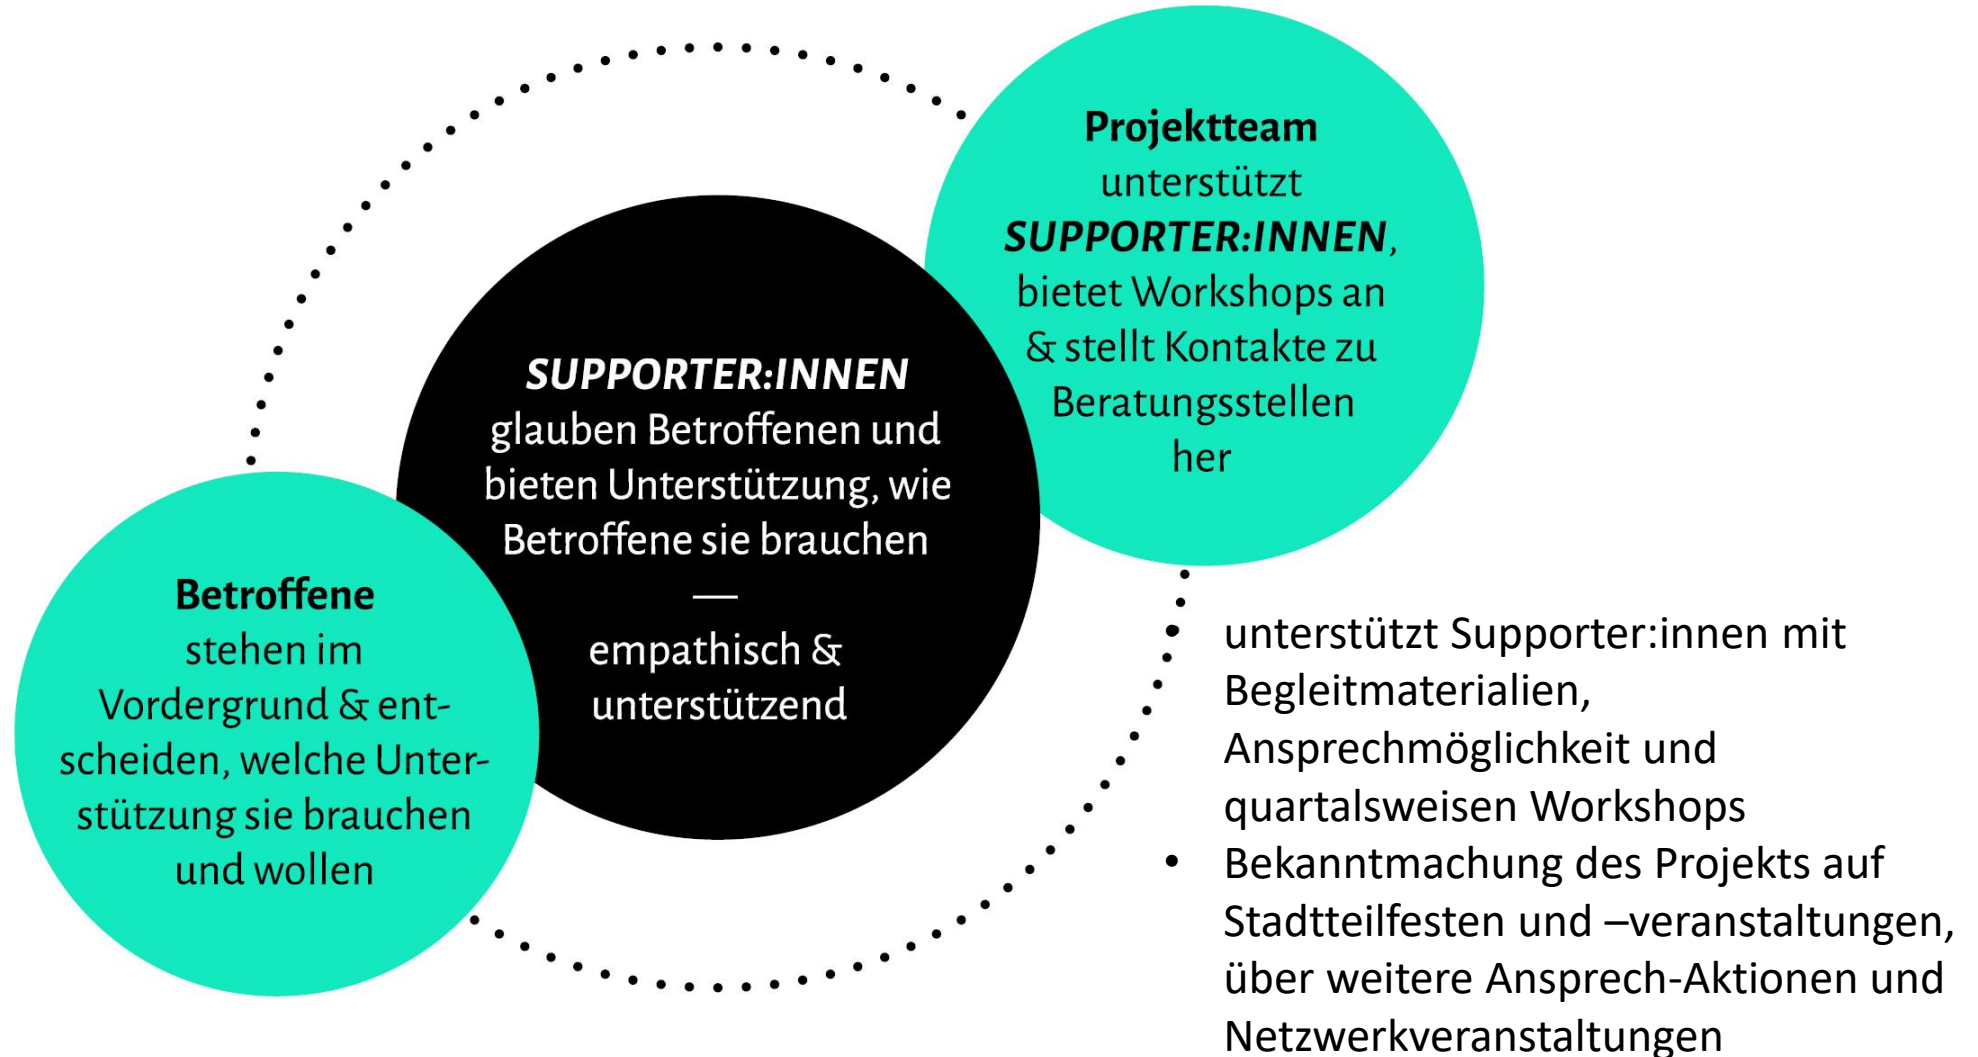 Projektteam
unterstützt
SUPPORTER:INNEN,
bietet Workshops an
& stellt Kontakte zu
Beratungsstellen
her
SUPPORTER:INNEN
glauben Betroffenen und
bieten Unterstützung, wie
Betroffene sie brauchen
—
empathisch &
unterstützend
Betroffene
stehen im
Vordergrund & ent-
scheiden, welche Unter-
stützung sie brauchen
und wollen
• unterstützt Supporter:innen mit
Begleitmaterialien,
Ansprechmöglichkeit und
quartalsweisen Workshops
• Bekanntmachung des Projekts auf
Stadtteilfesten und –veranstaltungen,
über weitere Ansprech-Aktionen und
Netzwerkveranstaltungen